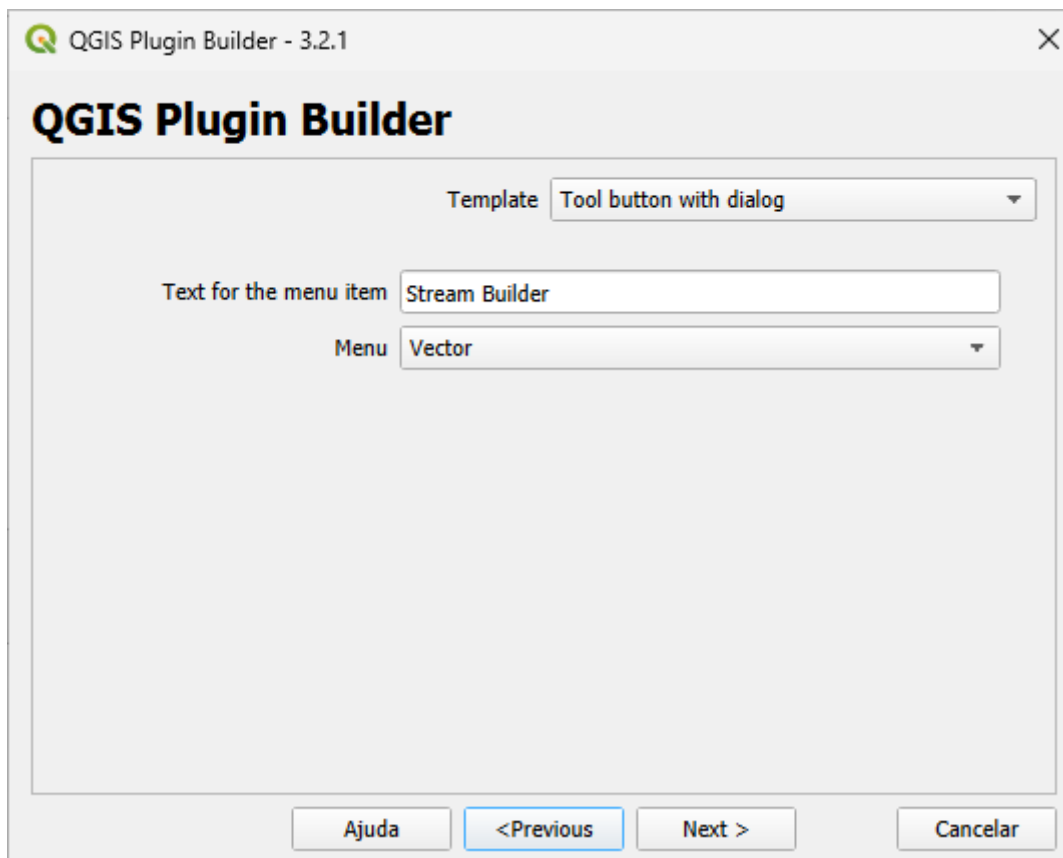 QGIS Plugin Builder - 3.2.1
QGIS Plugin Builder
Template Tool button with dialog
Text for the menu item Stream Builder
Menu Vector
Ajuda <Previous Next > Cancelar